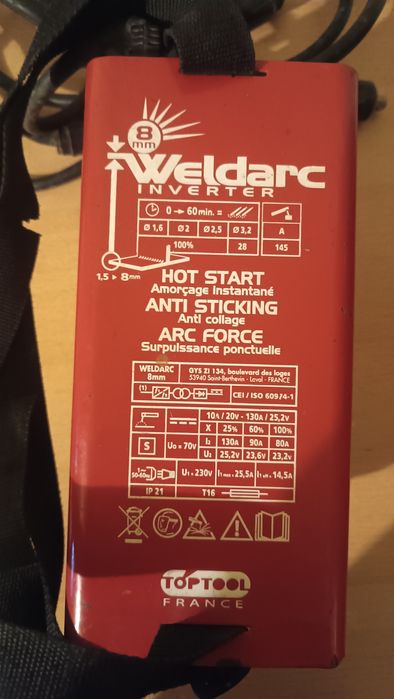 8
mm
Weldarc
INVERTER
0 → 60 min. =
Ø 1,6 Ø 2 Ø 2,5 Ø 3,2 A
100% 28 145
1,5 ▸ 8mm
HOT START
Amorçage instantané
ANTI STICKING
Anti collage
ARC FORCE
Surpuissance ponctuelle
WELDARC GYS ZI 134, boulevard des loges
8mm 53940 Saint-Berthevin - Laval - FRANCE
(1) CEI / ISO 60974-1
10A / 20V - 130A / 25,2V
X 25% 60% 100%
S U0 = 70V I2 130A 90A 80A
U2 25,2V 23,6V 23,2V
1~ 50-60Hz U1 = 230V I1 max = 25,5A I1 eff = 14,5A
IP 21 T16
TOPTOOL
FRANCE